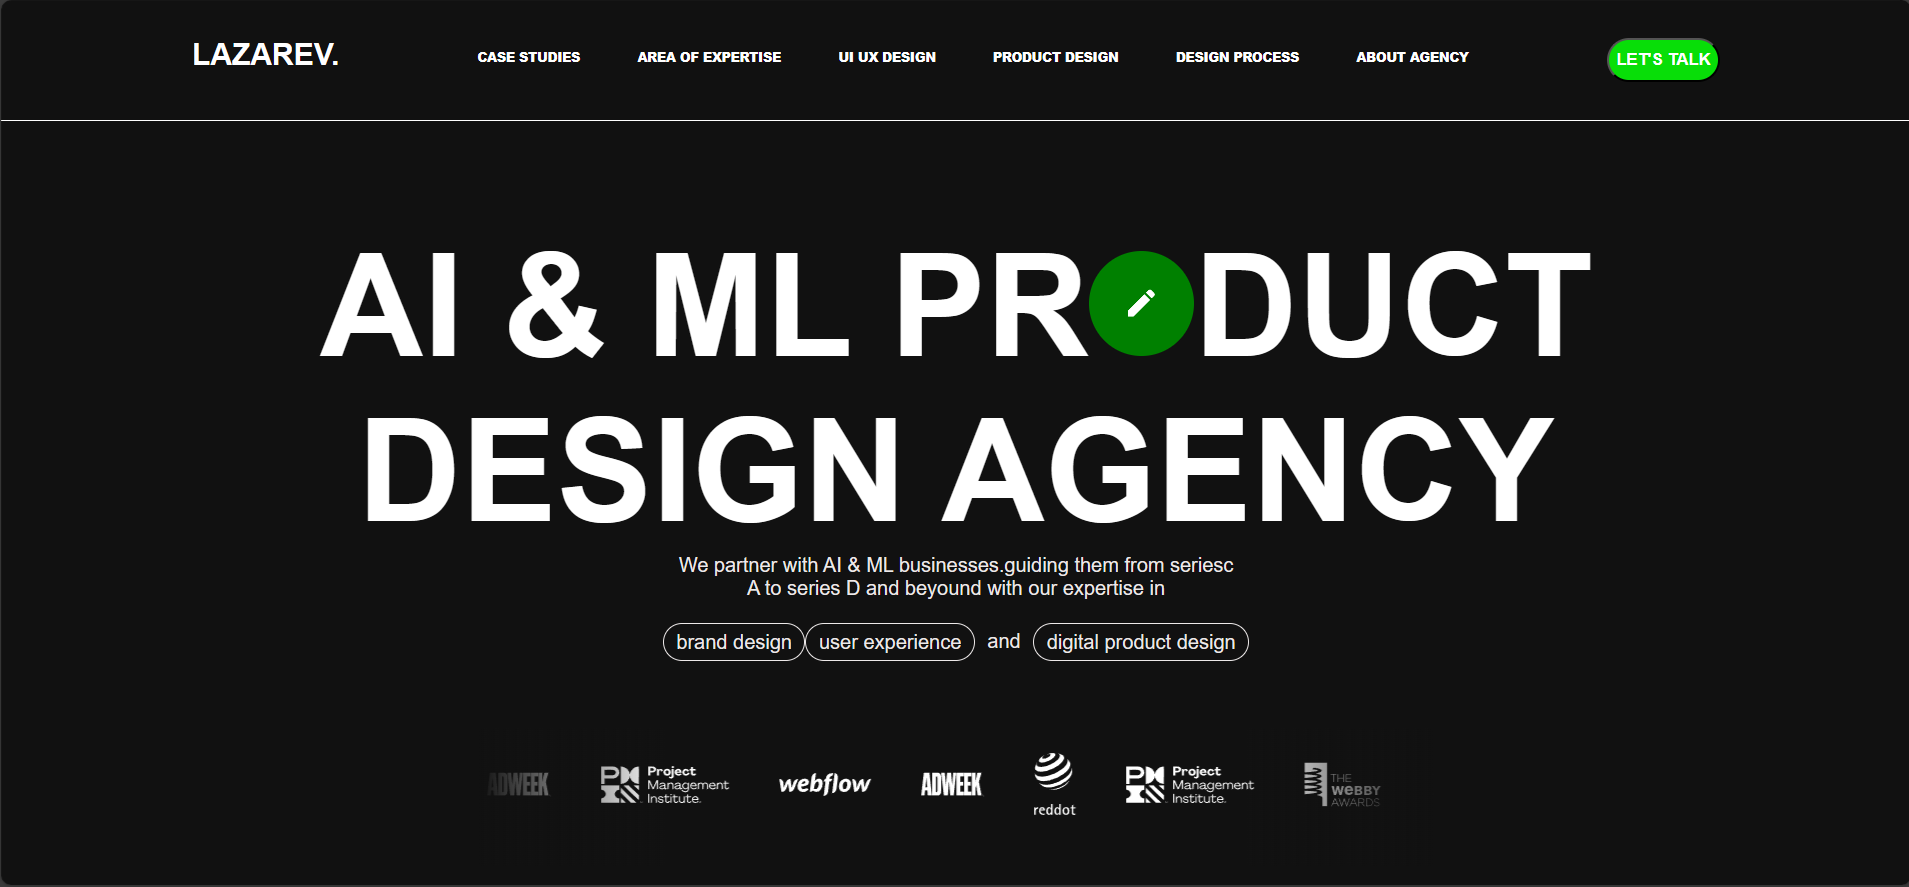 LAZAREV.
CASE STUDIES
AREA OF EXPERTISE
UI UX DESIGN
PRODUCT DESIGN
DESIGN PROCESS
ABOUT AGENCY
LET'S TALK
AI & ML PR DUCT
DESIGN AGENCY
We partner with AI & ML businesses.guiding them from seriesc
A to series D and beyound with our expertise in
brand design user experience and digital product design
ADWEEK
Project
Management
Institute.
webflow
ADWEEK
reddot
Project
Management
Institute.
THE
WeBBY
AWARDS